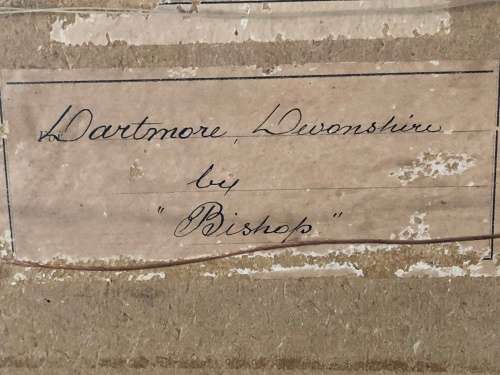 Dartmore, Devonshire
by
"Bishop"